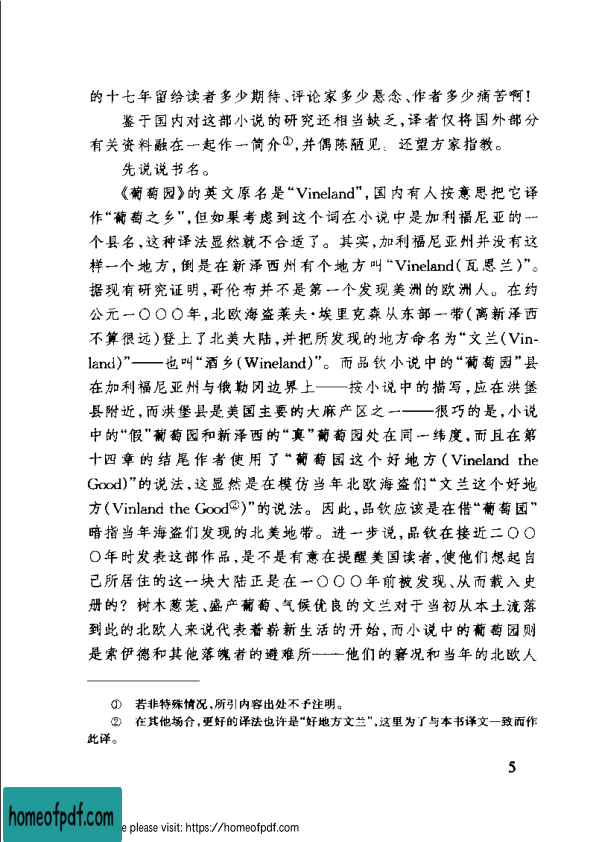 的十七年留给读者多少期待、评论家多少悬念、作者多少痛苦啊!
鉴于国内对这部小说的研究还相当缺乏,译者仅将国外部分
有关资料融在一起作一简介①,并偶陈陋见。还望方家指教。
先说说书名。
《葡萄园》的英文原名是“Vineland”,国内有人按意思把它译
作“葡萄之乡”,但如果考虑到这个词在小说中是加利福尼亚的一
个县名,这种译法显然就不合适了。其实,加利福尼亚州并没有这
样一个地方,倒是在新泽西州有个地方叫“Vineland(瓦恩兰)”。
据现有研究证明,哥伦布并不是第一个发现美洲的欧洲人。在约
公元一〇〇〇年,北欧海盗莱夫·埃里克森从东部一带(离新泽西
不算很远)登上了北美大陆,并把所发现的地方命名为“文兰(Vin-
land)”——也叫“酒乡(Wineland)”。而品钦小说中的“葡萄园”县
在加利福尼亚州与俄勒冈边界上——按小说中的描写,应在洪堡
县附近,而洪堡县是美国主要的大麻产区之一——很巧的是,小说
中的“假”葡萄园和新泽西的“真”葡萄园处在同一纬度,而且在第
十四章的结尾作者使用了“葡萄园这个好地方(Vineland the
Good)”的说法,这显然是在模仿当年北欧海盗们“文兰这个好地
方(Vinland the Good②)”的说法。因此,品钦应该是在借“葡萄园”
暗指当年海盗们发现的北美地带。进一步说,品钦在接近二〇〇
〇年时发表这部作品,是不是有意在提醒美国读者,使他们想起自
己所居住的这一块大陆正是在一〇〇〇年前被发现、从而载入史
册的?树木葱茏、盛产葡萄、气候优良的文兰对于当初从本土流落
到此的北欧人来说代表着崭新生活的开始,而小说中的葡萄园则
是索伊德和其他落魄者的避难所——他们的窘况和当年的北欧人
① 若非特殊情况,所引内容出处不予注明。
② 在其他场合,更好的译法也许是“好地方文兰”,这里为了与本书译文一致而作
此译。
5
homeofpdf.com
e please visit: https://homeofpdf.com